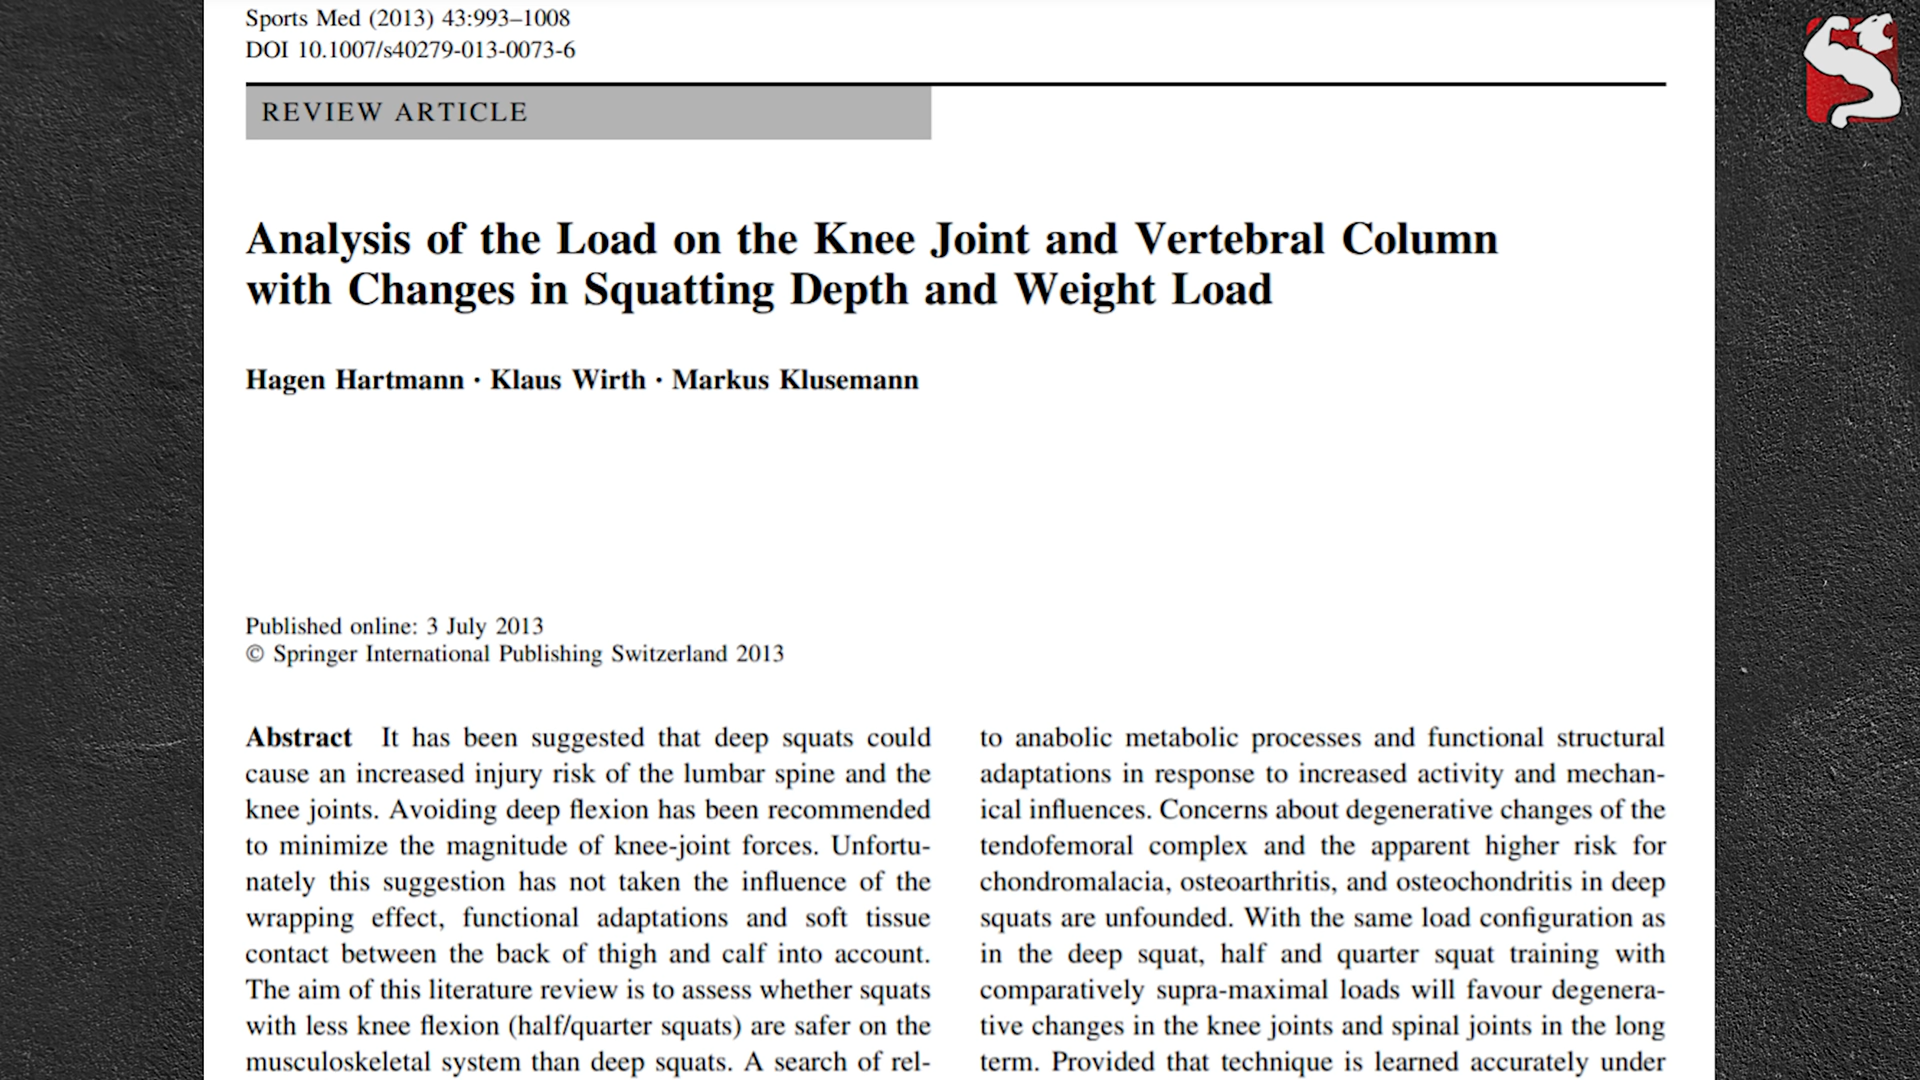 Sports Med (2013) 43:993–1008
DOI 10.1007/s40279-013-0073-6
REVIEW ARTICLE
Analysis of the Load on the Knee Joint and Vertebral Column
with Changes in Squatting Depth and Weight Load
Hagen Hartmann · Klaus Wirth · Markus Klusemann
Published online: 3 July 2013
© Springer International Publishing Switzerland 2013
Abstract It has been suggested that deep squats could
cause an increased injury risk of the lumbar spine and the
knee joints. Avoiding deep flexion has been recommended
to minimize the magnitude of knee-joint forces. Unfortu-
nately this suggestion has not taken the influence of the
wrapping effect, functional adaptations and soft tissue
contact between the back of thigh and calf into account.
The aim of this literature review is to assess whether squats
with less knee flexion (half/quarter squats) are safer on the
musculoskeletal system than deep squats. A search of rel-
to anabolic metabolic processes and functional structural
adaptations in response to increased activity and mechan-
ical influences. Concerns about degenerative changes of the
tendofemoral complex and the apparent higher risk for
chondromalacia, osteoarthritis, and osteochondritis in deep
squats are unfounded. With the same load configuration as
in the deep squat, half and quarter squat training with
comparatively supra-maximal loads will favour degenera-
tive changes in the knee joints and spinal joints in the long
term. Provided that technique is learned accurately under